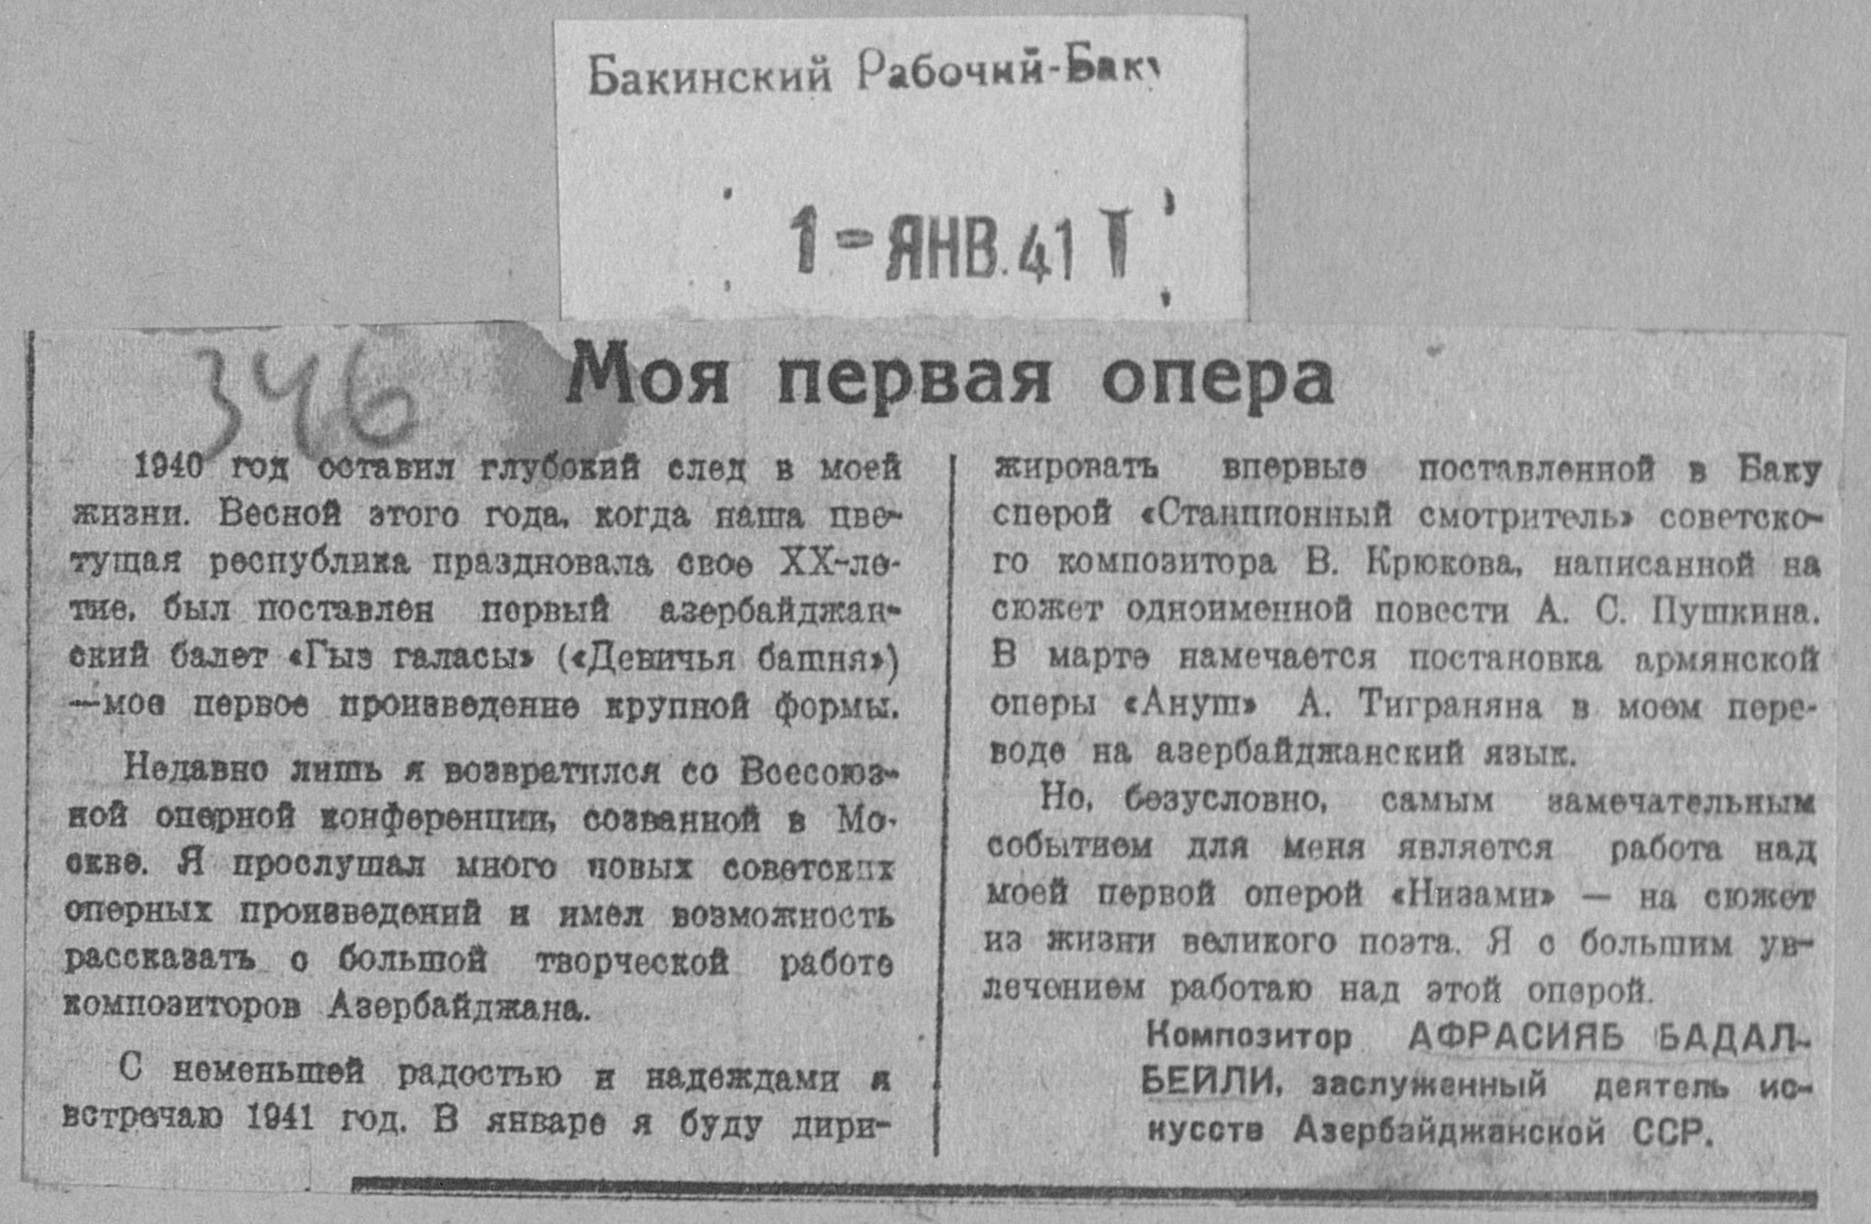 Бакинский Рабочий-Баку
1-ЯНВ.41
346
Моя первая опера
1940 год оставил глубокий след в моей
жизни. Весной этого года, когда наша цве-
тущая республика праздновала свое XX-ле-
тие, был поставлен первый азербайджан-
ский балет «Гыз галасы» («Девичья башня»)
—мое первое произведение крупной формы.
Недавно лишь я возвратился со Всесоюз-
ной оперной конференции, созванной в Мо-
скве. Я прослушал много новых советских
оперных произведений и имел возможность
рассказать о большой творческой работе
композиторов Азербайджана.
С неменьшей радостью и надеждами я
встречаю 1941 год. В январе я буду дири-
жировать впервые поставленной в Баку
оперой «Станционный смотритель» советско-
го композитора В. Крюкова, написанной на
сюжет одноименной повести А. С. Пушкина.
В марте намечается постановка армянской
оперы «Ануш» А. Тиграняна в моем пере-
воде на азербайджанский язык.
Но, безусловно, самым замечательным
событием для меня является работа над
моей первой оперой «Низами» — на сюжет
из жизни великого поэта. Я с большим ув-
лечением работаю над этой оперой.
Композитор АФРАСИЯБ БАДАЛ-
БЕЙЛИ, заслуженный деятель ис-
кусств Азербайджанской ССР.